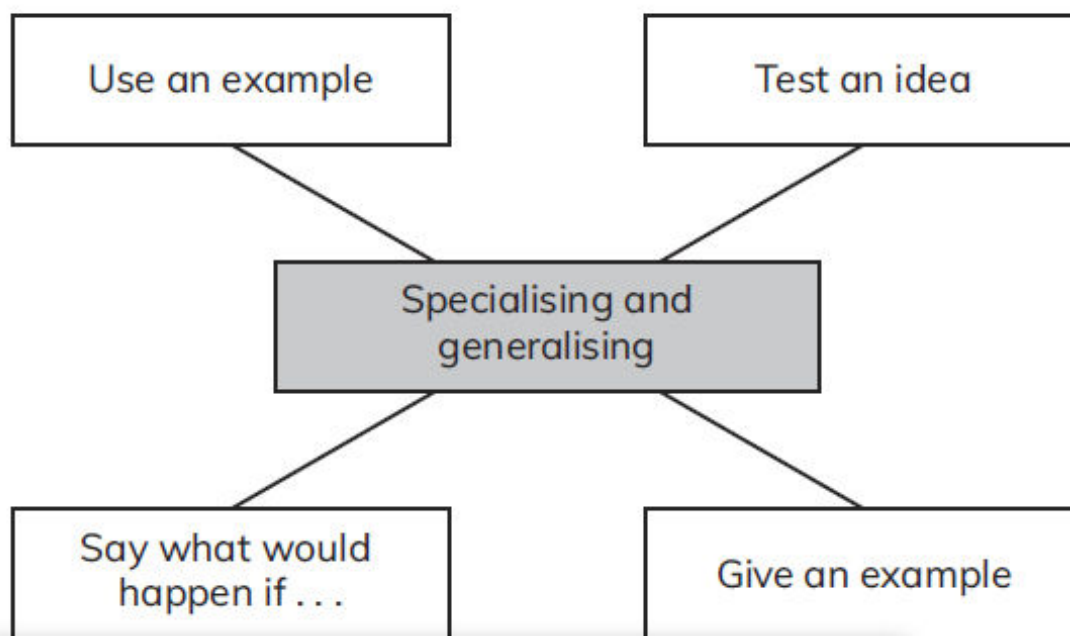 Use an example
Test an idea
Specialising and
generalising
Say what would
happen if . . .
Give an example